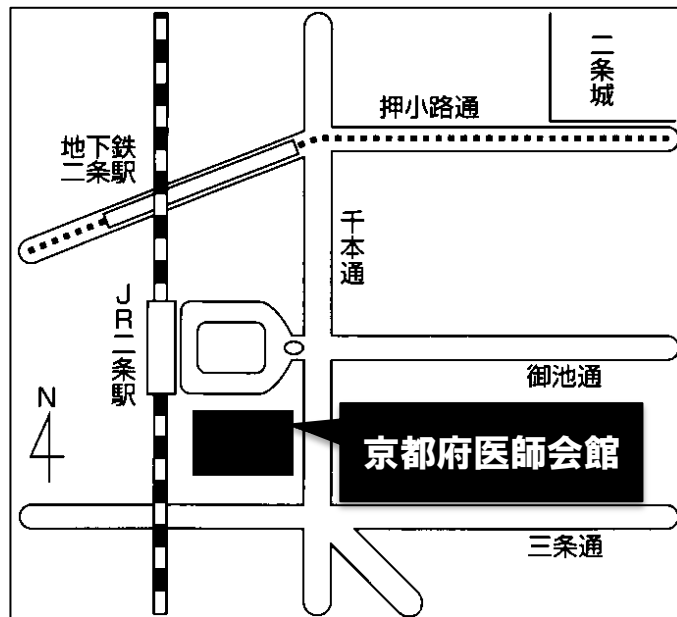 二条城
押小路通
地下鉄
二条駅
千本通
JR二条駅
御池通
N
京都府医師会館
三条通